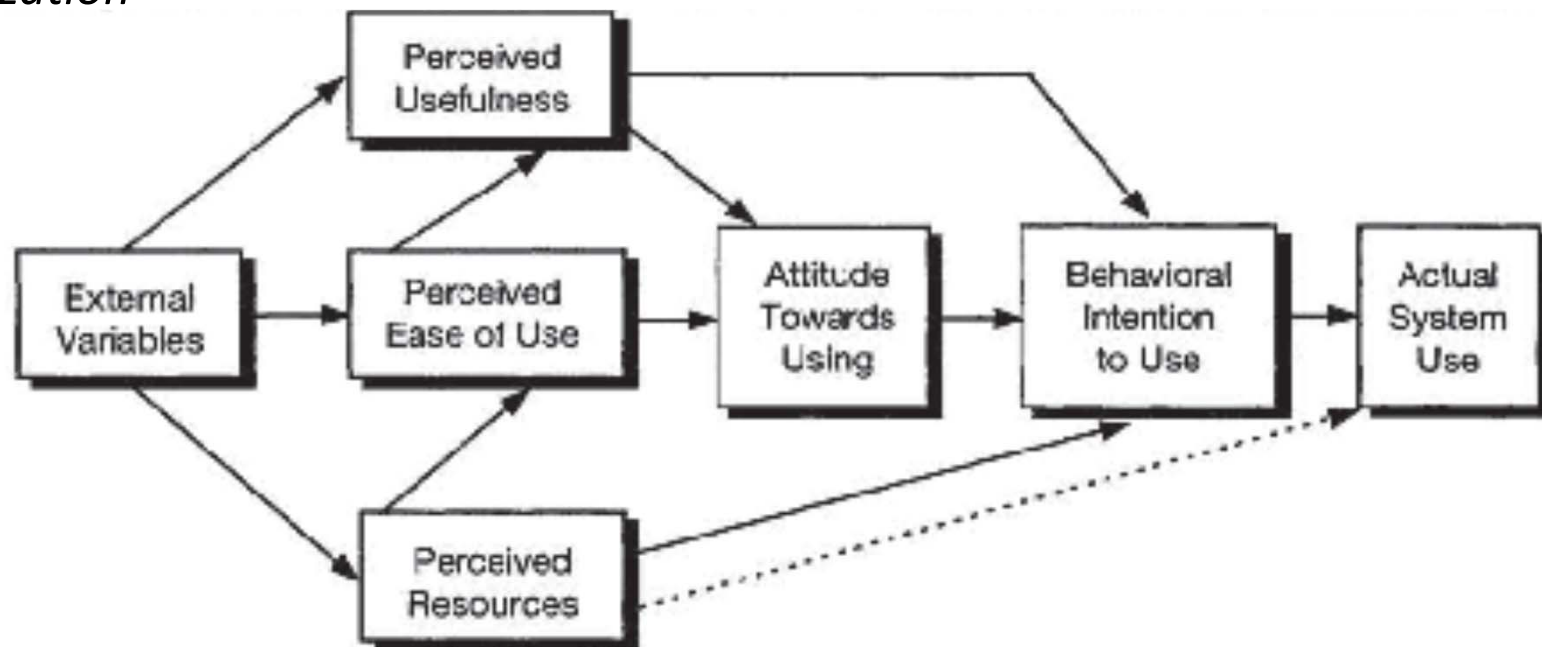 Perceived
Usefulness
External
Variables
Perceived
Ease of Use
Attitude
Towards
Using
Behavioral
Intention
to Use
Actual
System
Use
Perceived
Resources